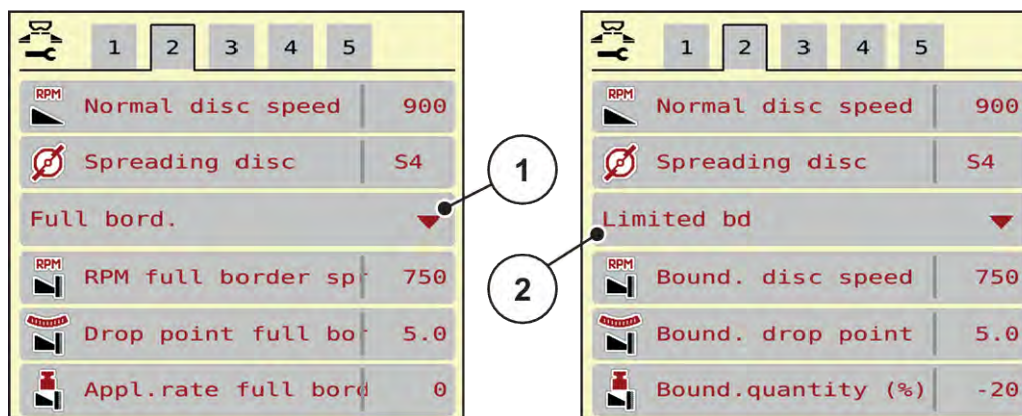 1 2 3 4 5
RPM Normal disc speed 900
Spreading disc S4
Full bord.
RPM RPM full border spr 750
Drop point full bor 5.0
Appl.rate full bord 0
1
2
1 2 3 4 5
RPM Normal disc speed 900
Spreading disc S4
Limited bd
RPM Bound. disc speed 750
Bound. drop point 5.0
Bound.quantity (%) -20